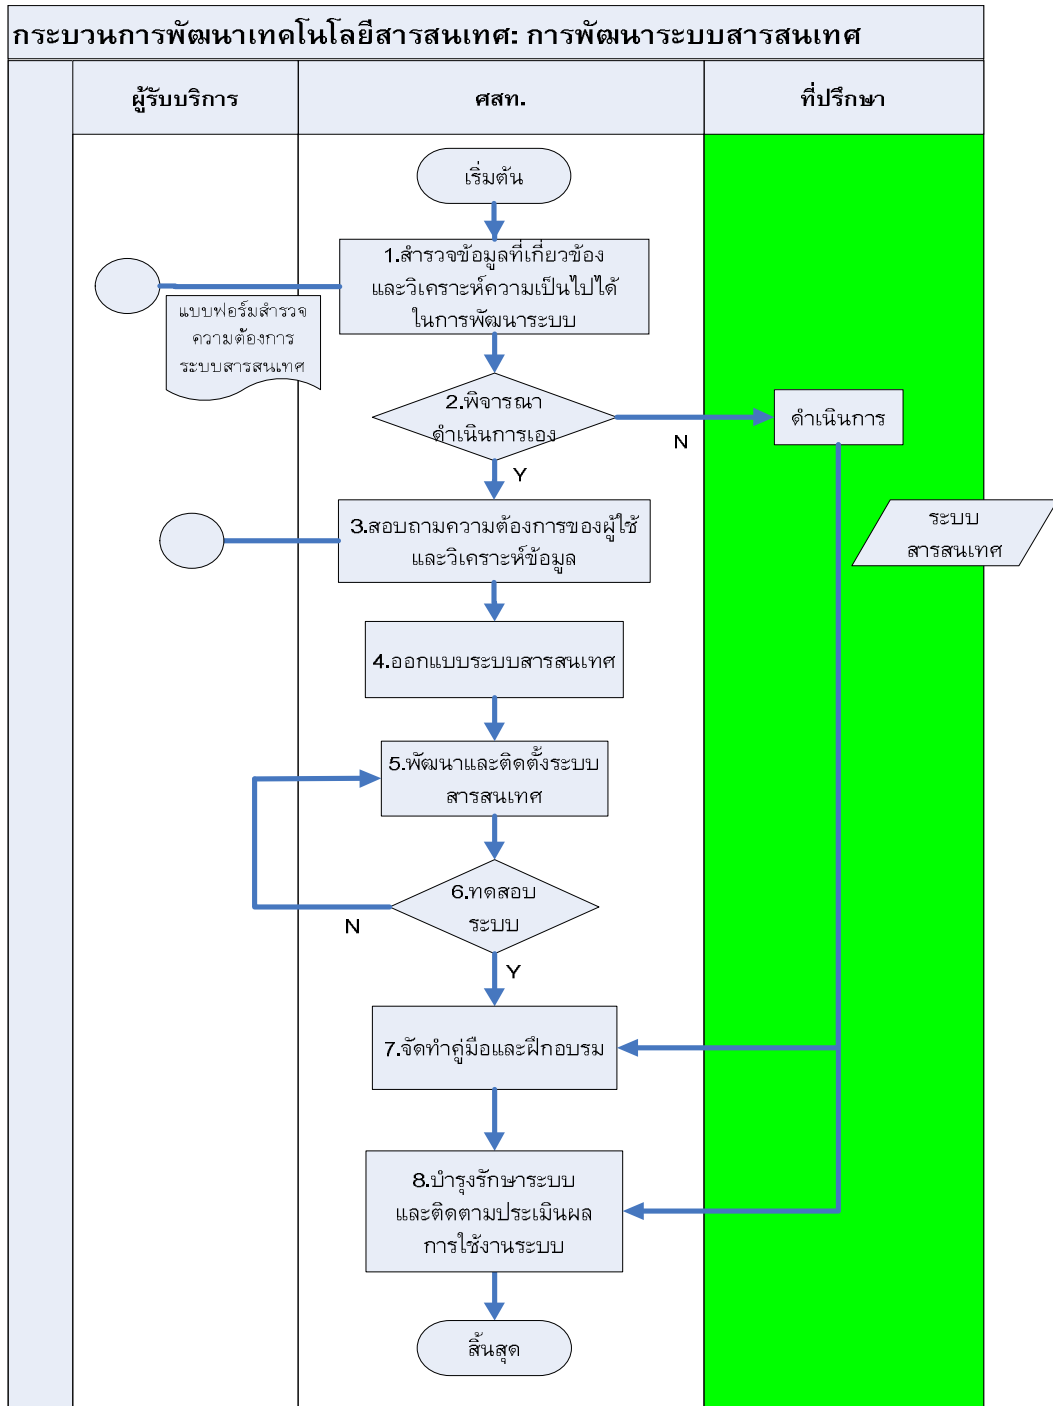 กระบวนการพัฒนาเทคโนโลยีสารสนเทศ: การพัฒนาระบบสารสนเทศ
ผู้รับบริการ
ศสท.
ที่ปรึกษา
เริ่มต้น
1.สำรวจข้อมูลที่เกี่ยวข้อง
และวิเคราะห์ความเป็นไปได้
ในการพัฒนาระบบ
แบบฟอร์มสำรวจ
ความต้องการ
ระบบสารสนเทศ
2.พิจารณา
ดำเนินการเอง
N
ดำเนินการ
Y
3.สอบถามความต้องการของผู้ใช้
และวิเคราะห์ข้อมูล
ระบบ
สารสนเทศ
4.ออกแบบระบบสารสนเทศ
5.พัฒนาและติดตั้งระบบ
สารสนเทศ
6.ทดสอบ
ระบบ
N
Y
7.จัดทำคู่มือและฝึกอบรม
8.บำรุงรักษาระบบ
และติดตามประเมินผล
การใช้งานระบบ
สิ้นสุด